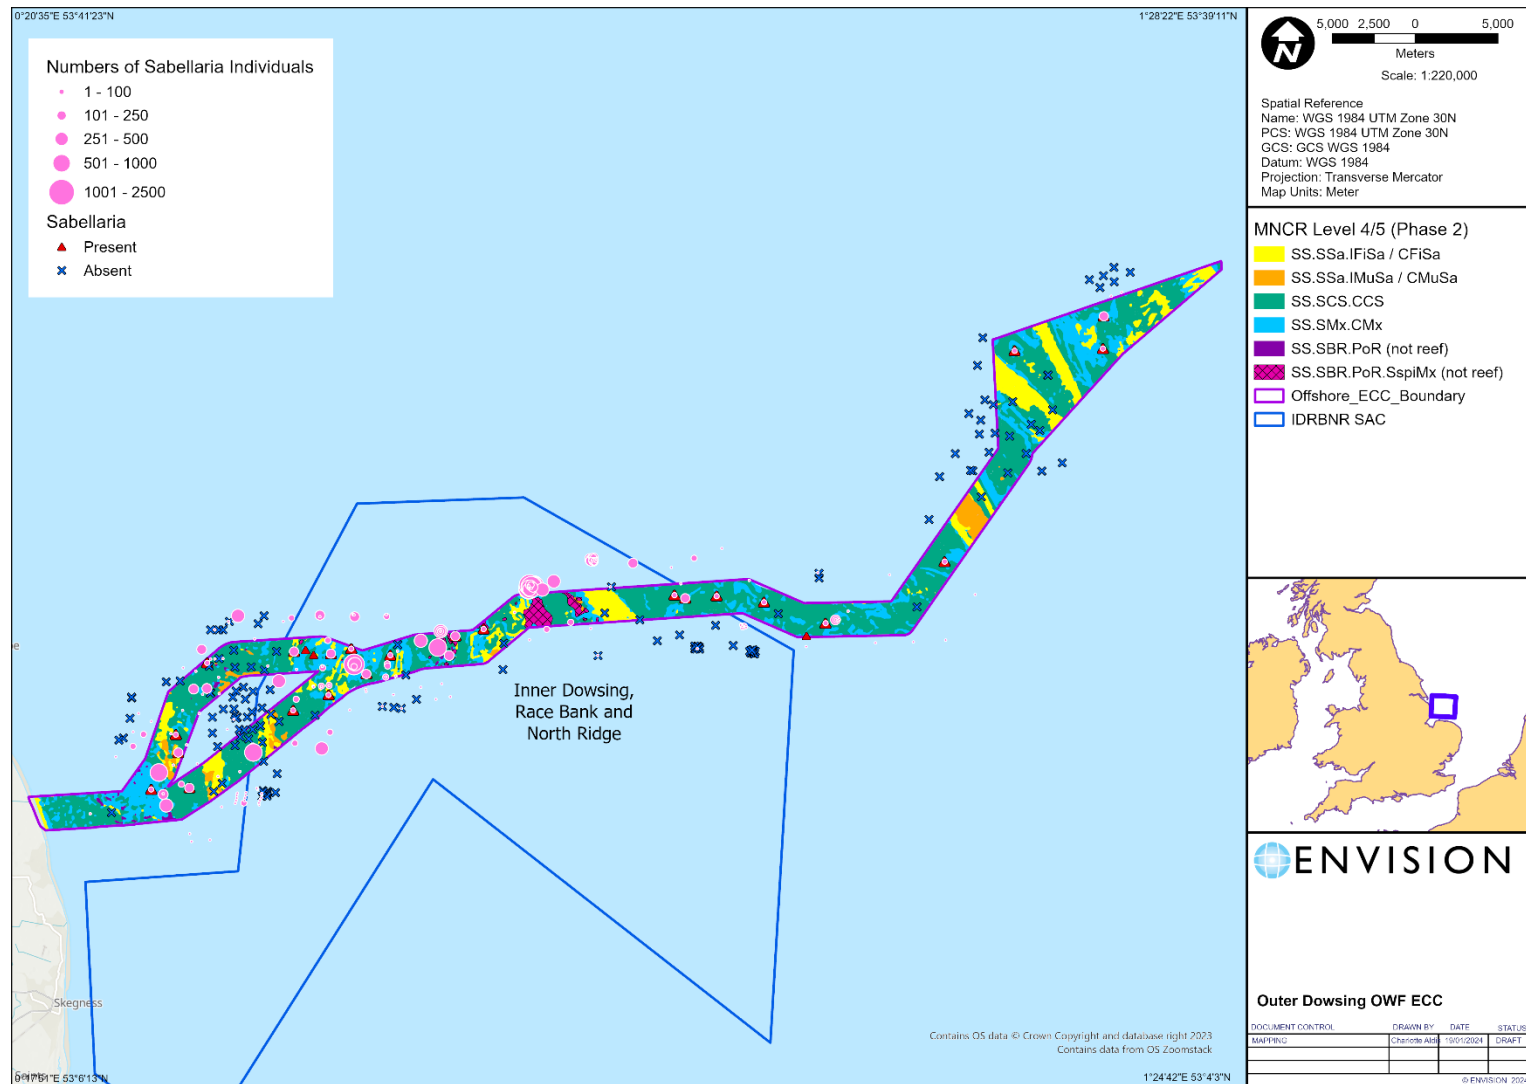 0°20'35"E 53°41'23"N
1°28'22"E 53°39'11"N
Numbers of Sabellaria Individuals
1 - 100
101 - 250
251 - 500
501 - 1000
1001 - 2500
Sabellaria
Present
Absent
Inner Dowsing,
Race Bank and
North Ridge
Skegness
Contains OS data © Crown Copyright and database right 2023
Contains data from OS Zoomstack
53°6'13"N
1°24'42"E 53°4'3"N
N
5,000 2,500 0 5,000
Meters
Scale: 1:220,000
Spatial Reference
Name: WGS 1984 UTM Zone 30N
PCS: WGS 1984 UTM Zone 30N
GCS: GCS WGS 1984
Datum: WGS 1984
Projection: Transverse Mercator
Map Units: Meter
MNCR Level 4/5 (Phase 2)
SS.SSa.IFiSa / CFiSa
SS.SSa.IMuSa / CMuSa
SS.SCS.CCS
SS.SMx.CMx
SS.SBR.PoR (not reef)
SS.SBR.PoR.SspiMx (not reef)
Offshore_ECC_Boundary
IDRBNR SAC
ENVISION
Outer Dowsing OWF ECC
DOCUMENT CONTROL DRAWN BY DATE STATUS
MAPPING Charlotte 19/01/2024 DRAFT
© ENVISION 2024